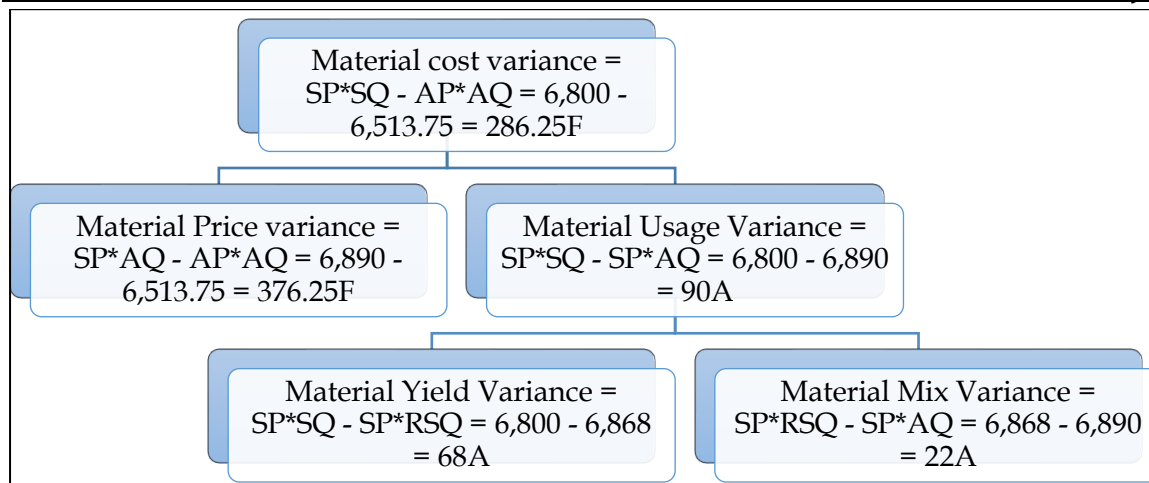 Material cost variance =
SP*SQ - AP*AQ = 6,800 -
6,513.75 = 286.25F
Material Price variance =
SP*AQ - AP*AQ = 6,890 -
6,513.75 = 376.25F
Material Usage Variance =
SP*SQ - SP*AQ = 6,800 - 6,890
= 90A
Material Yield Variance =
SP*SQ - SP*RSQ = 6,800 - 6,868
= 68A
Material Mix Variance =
SP*RSQ - SP*AQ = 6,868 - 6,890
= 22A